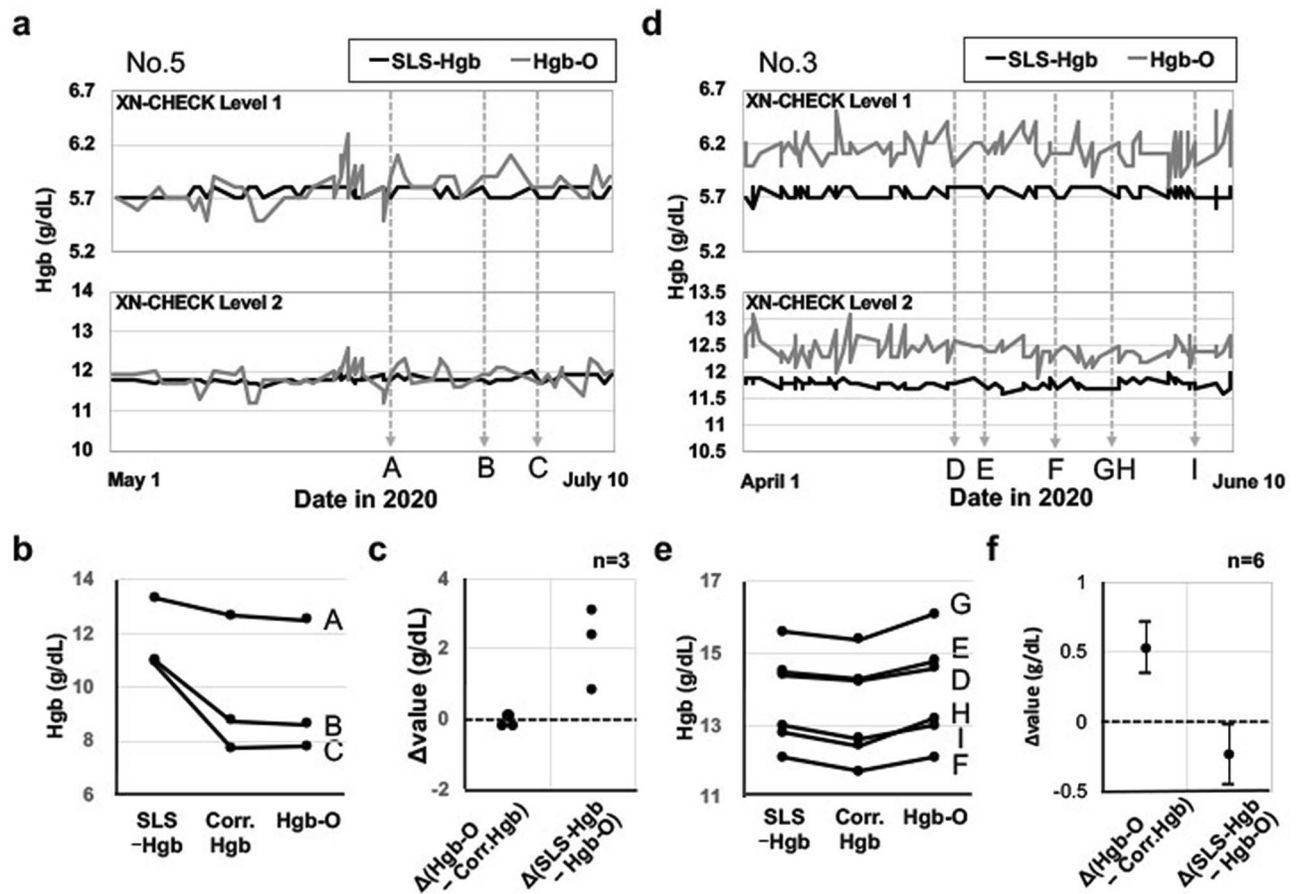 a
No.5
SLS-Hgb
Hgb-O
XN-CHECK Level 1
6.7
6.2
5.7
5.2
XN-CHECK Level 2
14
13
12
11
10
Hgb (g/dL)
A
B
C
May 1
July 10
Date in 2020
d
No.3
SLS-Hgb
Hgb-O
XN-CHECK Level 1
6.7
6.2
5.7
5.2
XN-CHECK Level 2
13.5
13
12.5
12
11.5
11
10.5
Hgb (g/dL)
D
E
F
GH
I
April 1
June 10
Date in 2020
b
14
12
10
8
6
Hgb (g/dL)
A
B
C
SLS
−Hgb
Corr.
Hgb
Hgb-O
c
n=3
4
2
0
-2
Δvalue (g/dL)
Δ(Hgb-O
– Corr.Hgb)
Δ(SLS-Hgb
– Hgb-O)
e
17
15
13
11
Hgb (g/dL)
G
E
D
H
I
F
SLS
−Hgb
Corr.
Hgb
Hgb-O
f
n=6
1
0.5
0
-0.5
Δvalue (g/dL)
Δ(Hgb-O
– Corr.Hgb)
Δ(SLS-Hgb
– Hgb-O)